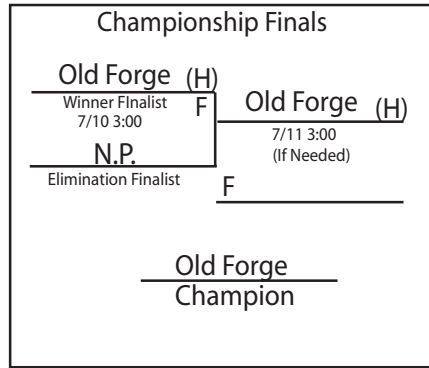 Championship Finals
Old Forge (H)
Winner FInalist F
7/10 3:00
Old Forge (H)
7/11 3:00
(If Needed)
N.P.
Elimination Finalist
F
Old Forge
Champion